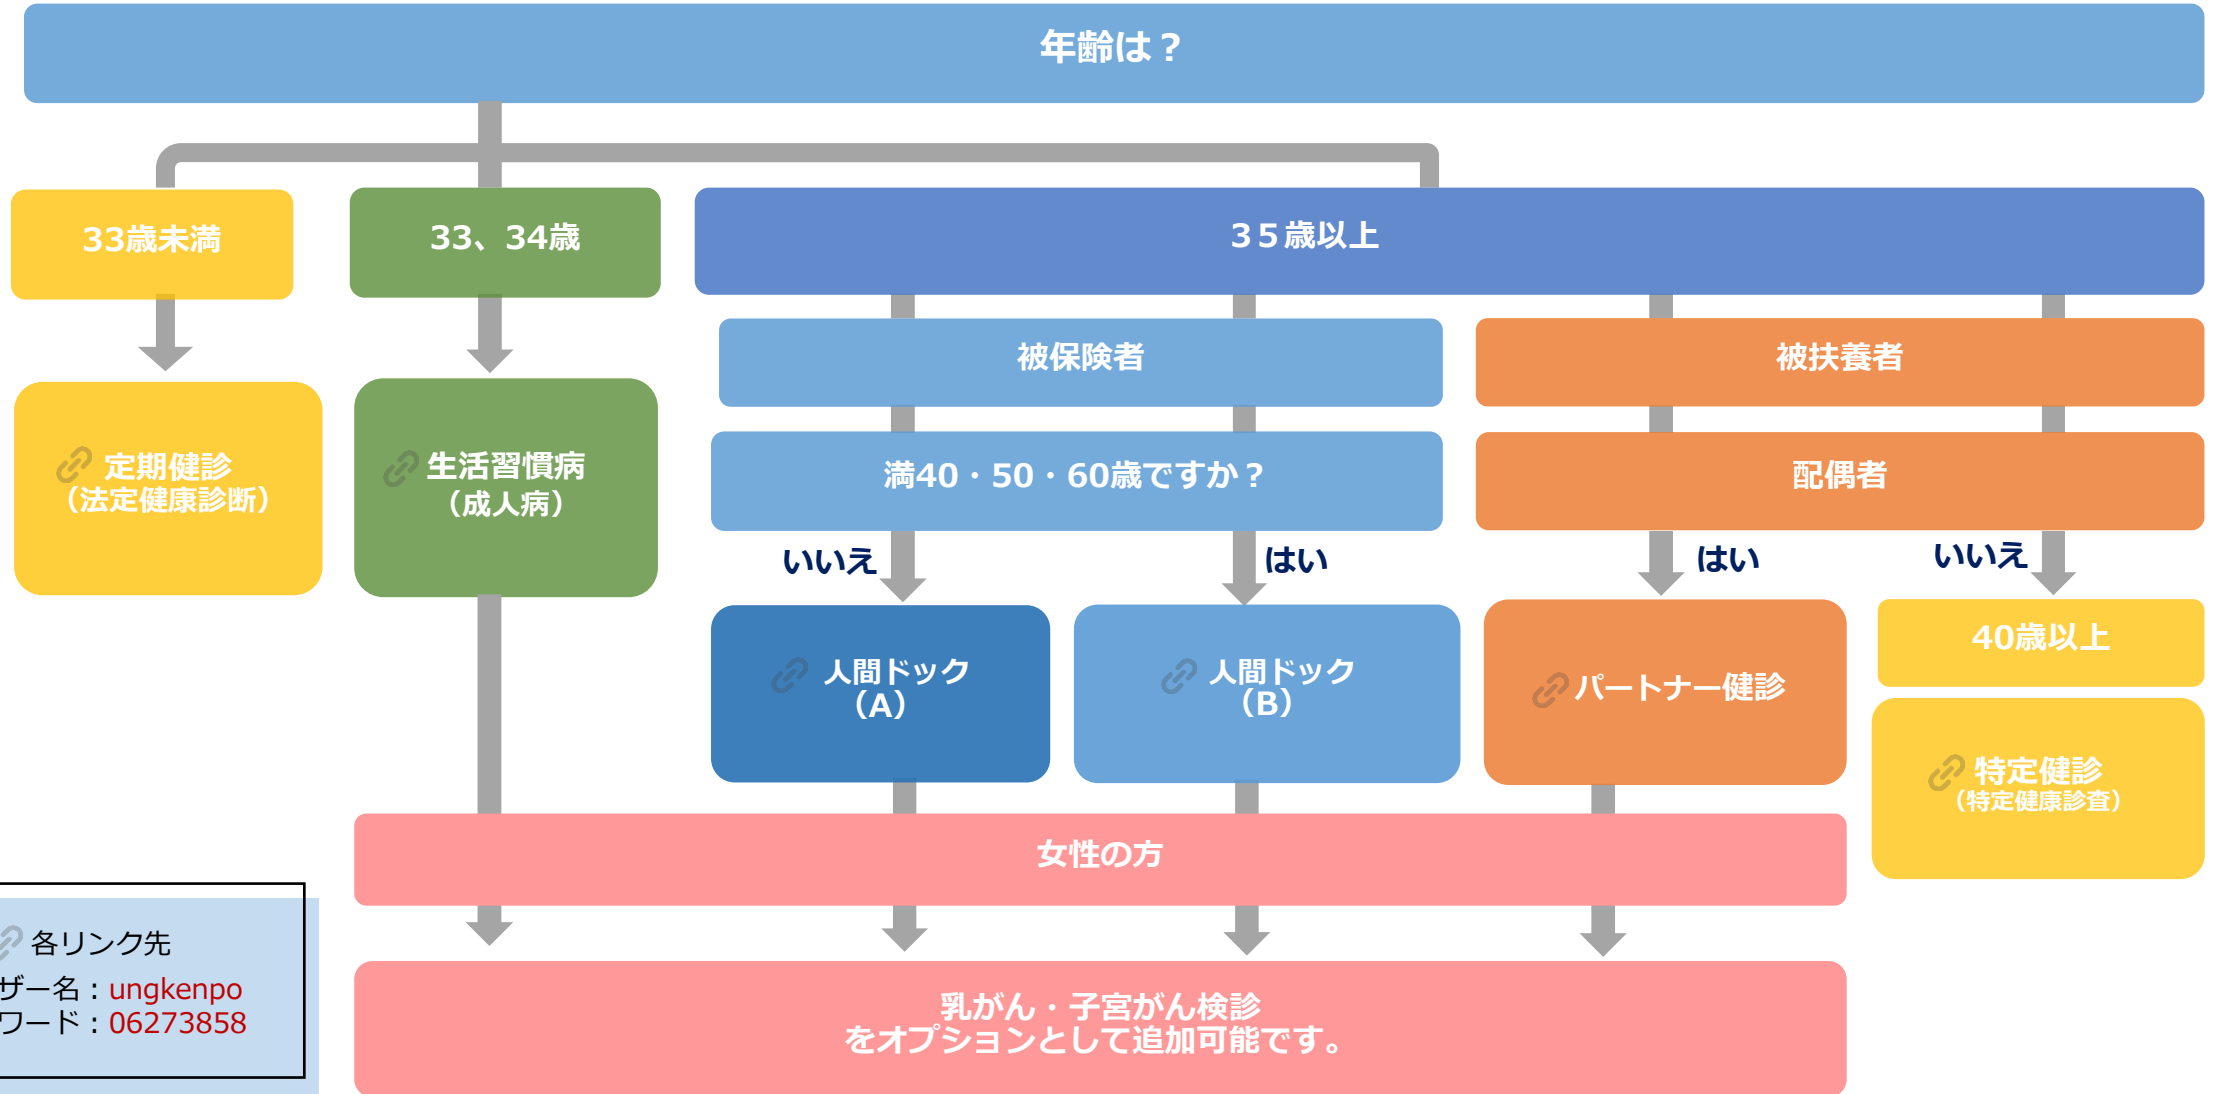 年齢は？
33歳未満
33、34歳
３５歳以上
被保険者
被扶養者
満40・50・60歳ですか？
配偶者
いいえ
はい
はい
いいえ
定期健診
（法定健康診断）
生活習慣病
（成人病）
人間ドック
（A）
人間ドック
（B）
パートナー健診
40歳以上
特定健診
（特定健康診査）
女性の方
乳がん・子宮がん検診
をオプションとして追加可能です。
各リンク先
ザー名：ungkenpo
ワード：06273858